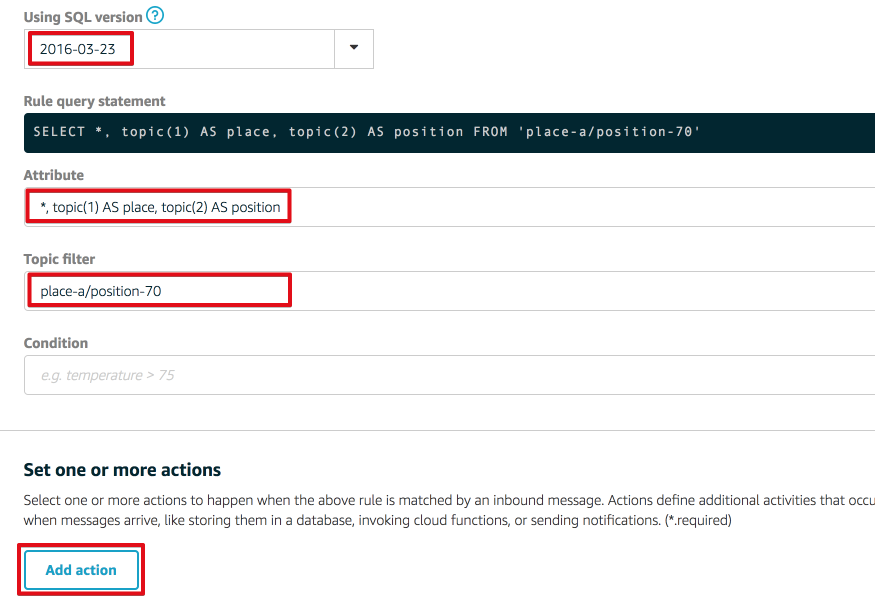 Using SQL version ?
2016-03-23
Rule query statement
SELECT *, topic(1) AS place, topic(2) AS position FROM 'place-a/position-70'
Attribute
*, topic(1) AS place, topic(2) AS position
Topic filter
place-a/position-70
Condition
e.g. temperature > 75
Set one or more actions
Select one or more actions to happen when the above rule is matched by an inbound message. Actions define additional activities that occu
when messages arrive, like storing them in a database, invoking cloud functions, or sending notifications. (*.required)
Add action